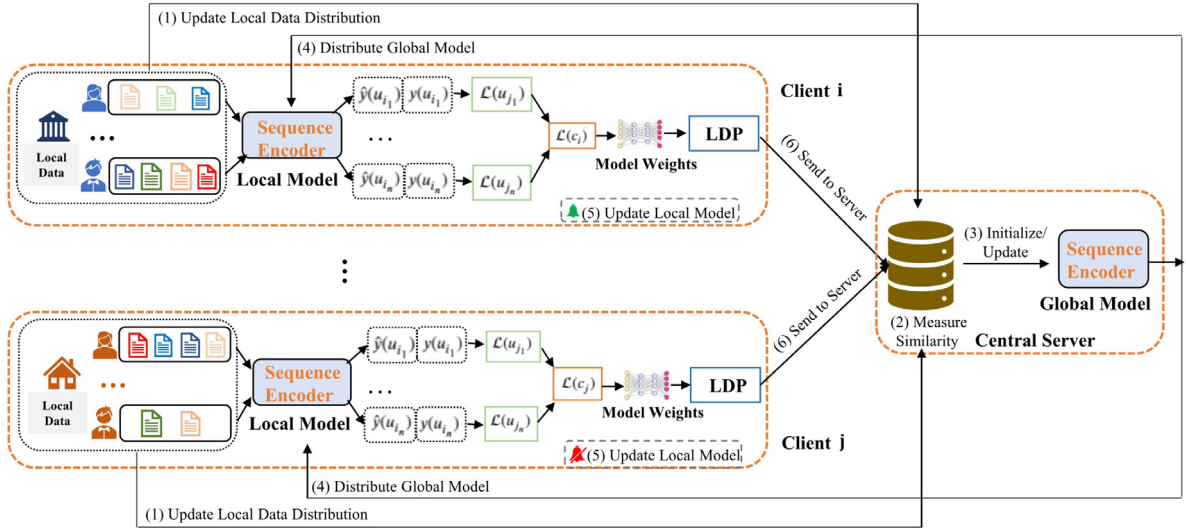 (1) Update Local Data Distribution
(4) Distribute Global Model
Client i
Local
Data
...
Sequence
Encoder
Local Model
ŷ(u_{i_1}) y(u_{i_1})
L(u_{j_1})
...
ŷ(u_{i_n}) y(u_{i_n})
L(u_{j_n})
L(c_i)
Model Weights
LDP
(5) Update Local Model
(6) Send to Server
(3) Initialize/
Update
Sequence
Encoder
Global Model
(2) Measure
Similarity
Central Server
...
(6) Send to Server
Local
Data
...
Sequence
Encoder
Local Model
ŷ(u_{i_1}) y(u_{i_1})
L(u_{j_1})
...
ŷ(u_{i_n}) y(u_{i_n})
L(u_{j_n})
L(c_j)
Model Weights
LDP
(5) Update Local Model
Client j
(4) Distribute Global Model
(1) Update Local Data Distribution